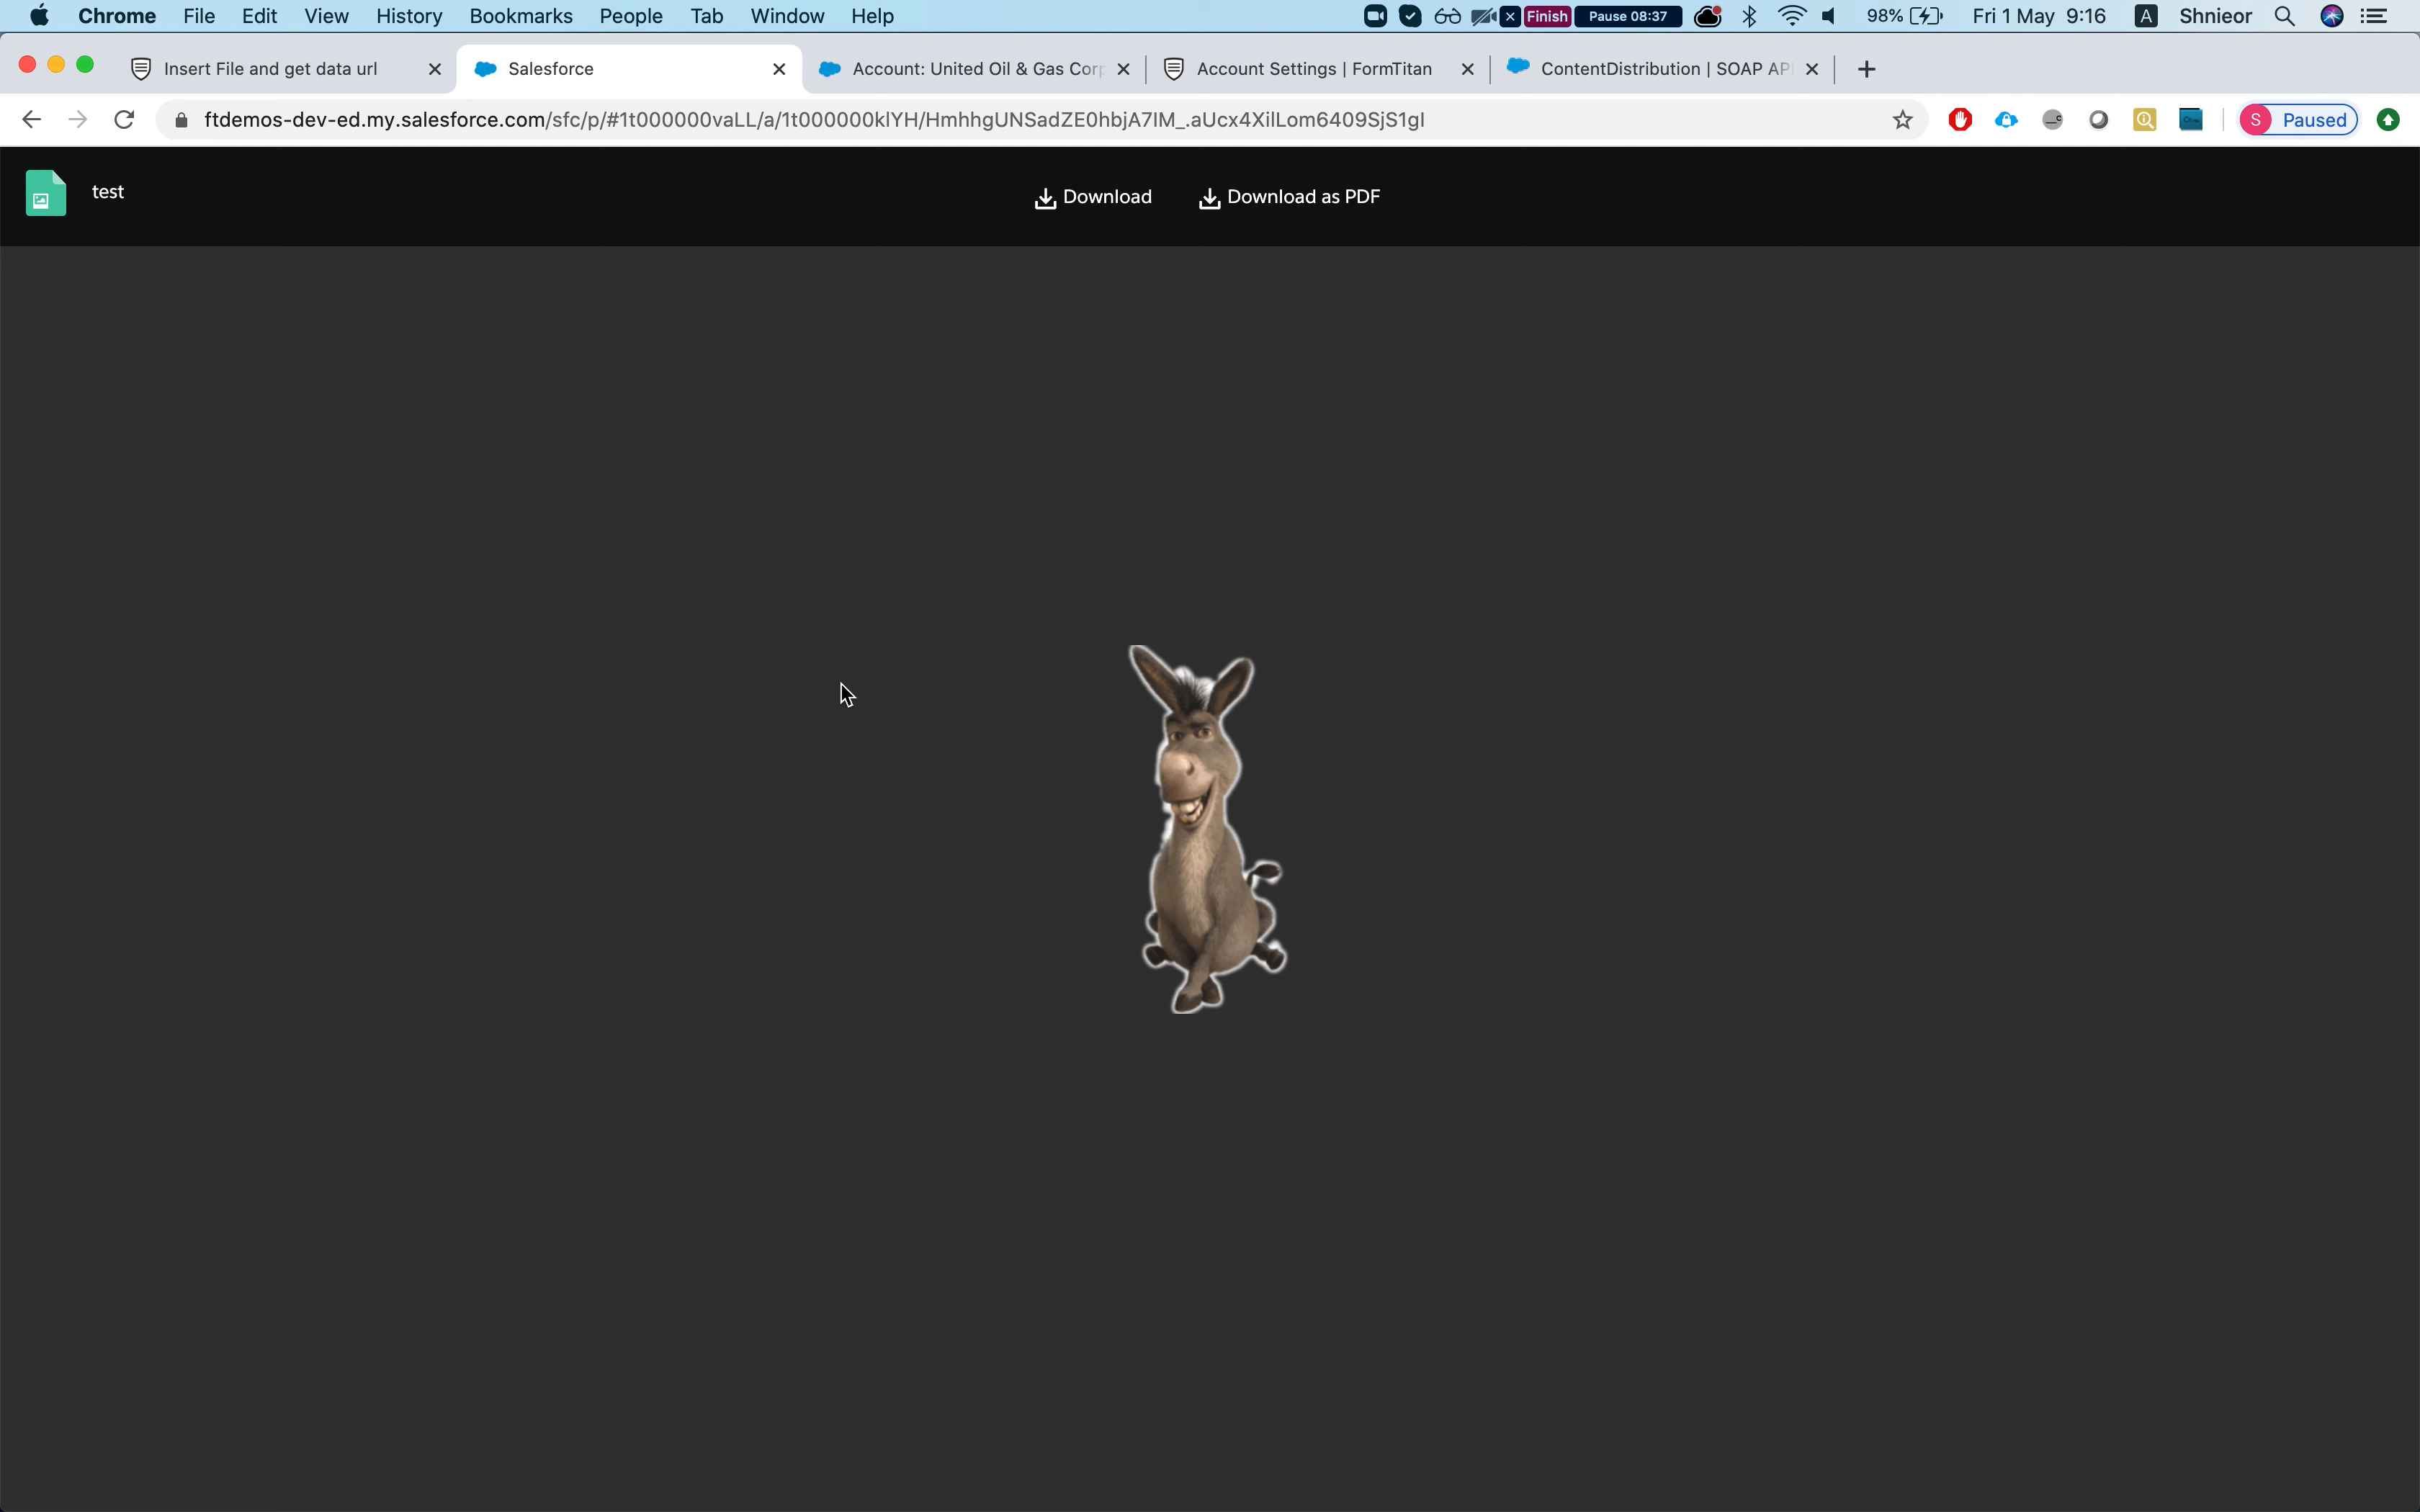 Chrome File Edit View History Bookmarks People Tab Window Help Finish Pause 08:37 98% Fri 1 May 9:16 A Shnieor
Insert File and get data url Salesforce Account: United Oil & Gas Corp Account Settings | FormTitan ContentDistribution | SOAP AP
ftdemos-dev-ed.my.salesforce.com/sfc/p/#1t000000vaLL/a/1t000000klYH/HmhhgUNSadZE0hbjA7IM_.aUcx4XilLom6409SjS1gI S Paused
test Download Download as PDF